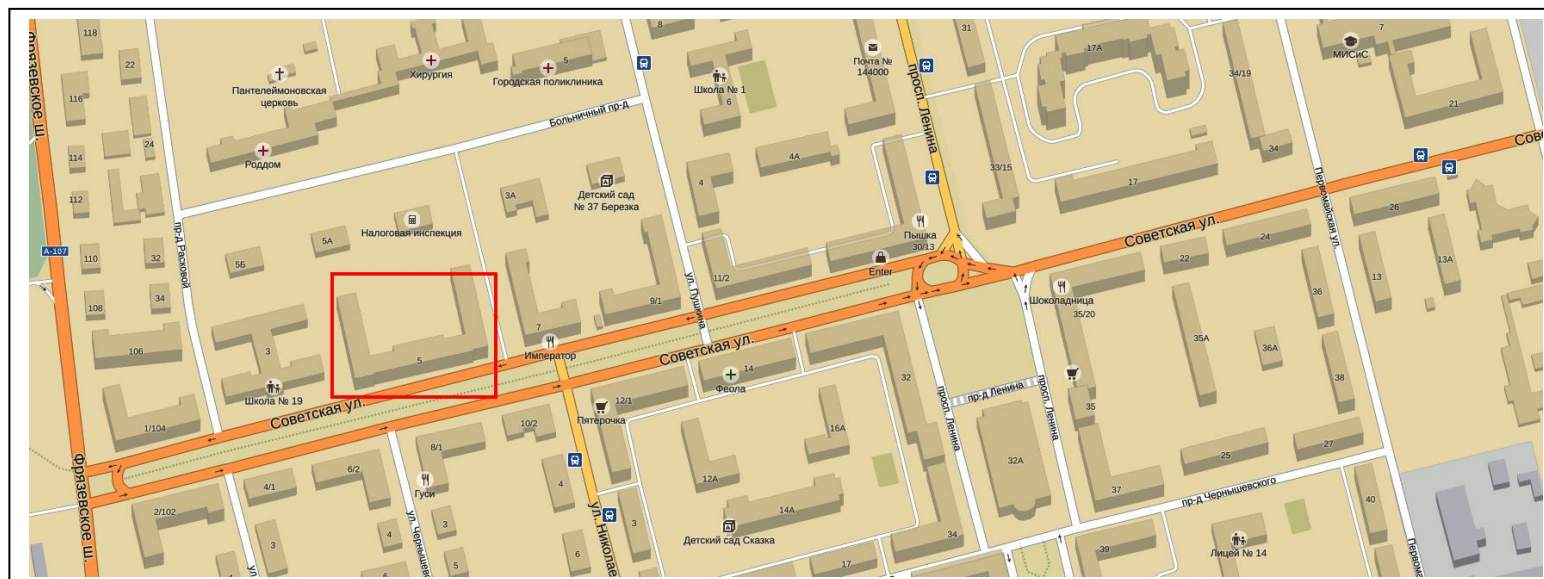 118
22
116
24
114
112
110
32
108
34
106
Фрязевское ш.
А-107
Пантелеймоновская
церковь
Хирургия
Городская поликлиника
5
Роддом
Больничный пр-д
пр-д Расковой
8
Школа № 1
6
Почта №
144000
просп. Ленина
31
17А
34/19
7
МИСиС
21
4А
4
33/15
17
34
Сове
3А
Детский сад
№ 37 Березка
Налоговая инспекция
5А
5Б
5
3
Школа № 19
1/104
7
Император
9/1
11/2
ул. Пушкина
Пышка
30/13
Enter
Советская ул.
22
24
26
Первомайская ул.
13
13А
36
Шоколадница
35/20
35А
36А
38
Советская ул.
Советская ул.
14
Феола
32
пр-д Ленина
просп. Ленина
просп. Ленина
35
12/1
Пятерочка
10/2
8/1
Гуси
6/2
4/1
2/102
Фрязевское ш.
16А
12А
14А
Детский сад Сказка
32А
37
25
27
пр-д Чернышевского
40
4
3
3
4
3
5
6
6
ул. Чернышевс
ул. Николае
17
34
39
Лицей № 14
Первом